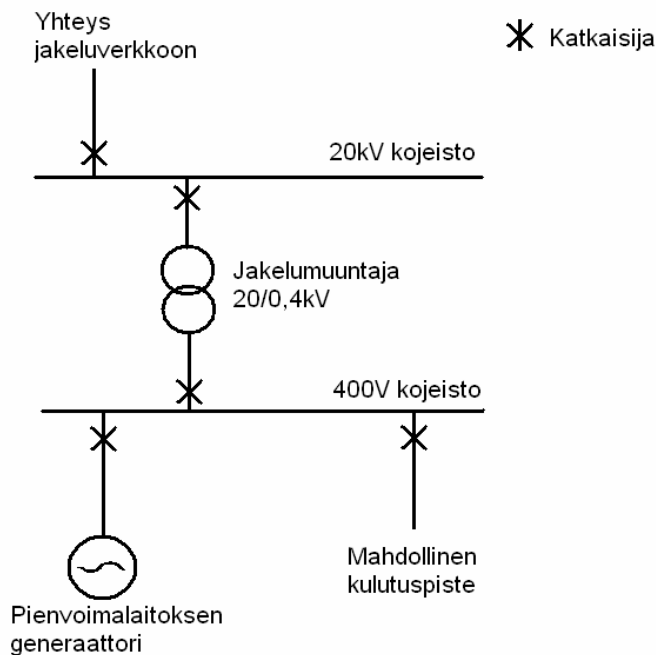 Yhteys
jakeluverkkoon
Katkaisija
20kV kojeisto
Jakelumuuntaja
20/0,4kV
400V kojeisto
Mahdollinen
kulutuspiste
Pienvoimalaitoksen
generaattori